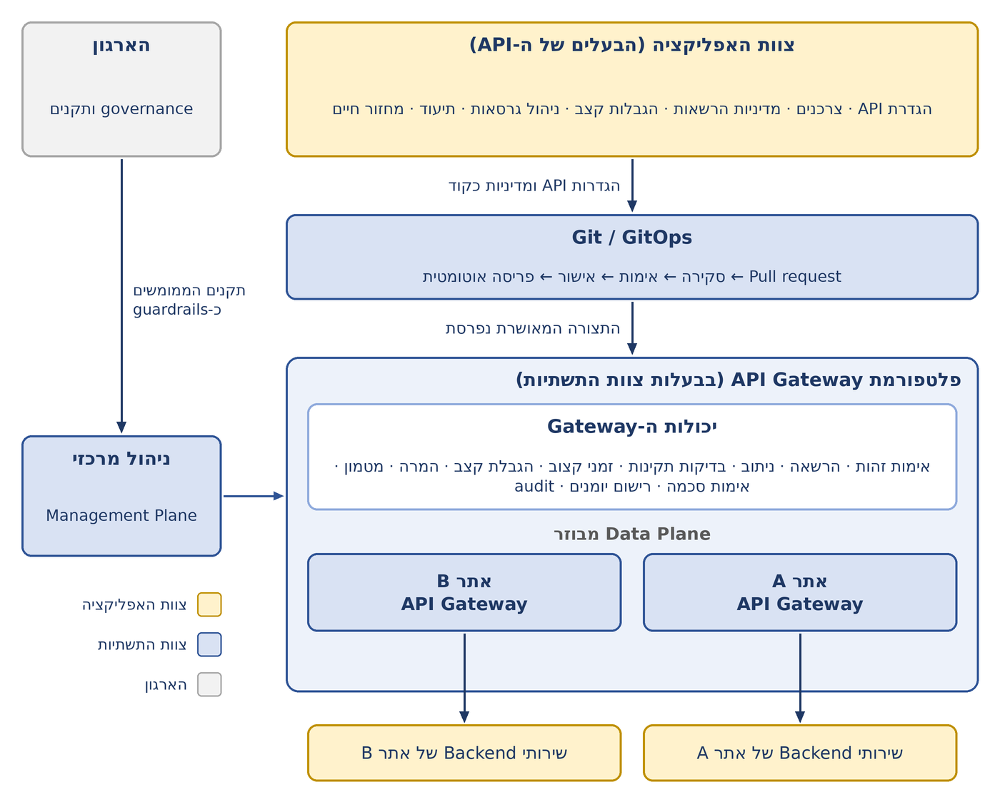 צוות האפליקציה (הבעלים של ה-API)
הגדרת API · צרכנים · מדיניות הרשאות · הגבלות קצב · ניהול גרסאות · תיעוד · מחזור חיים
הארגון
governance ותקנים
הגדרות API ומדיניות כקוד
Git / GitOps
Pull request ← סקירה ← אימות ← אישור ← פריסה אוטומטית
תקנים הממומשים
כ-guardrails
התצורה המאושרת נפרסת
פלטפורמת API Gateway (בבעלות צוות התשתיות)
יכולות ה-Gateway
אימות זהות · הרשאה · ניתוב · בדיקות תקינות · זמני קצוב · הגבלת קצב · המרה · מטמון ·
אימות סכמה · רישום יומנים · audit
ניהול מרכזי
Management Plane
Data Plane מבוזר
אתר A
API Gateway
אתר B
API Gateway
צוות האפליקציה
צוות התשתיות
הארגון
שירותי Backend של אתר A
שירותי Backend של אתר B